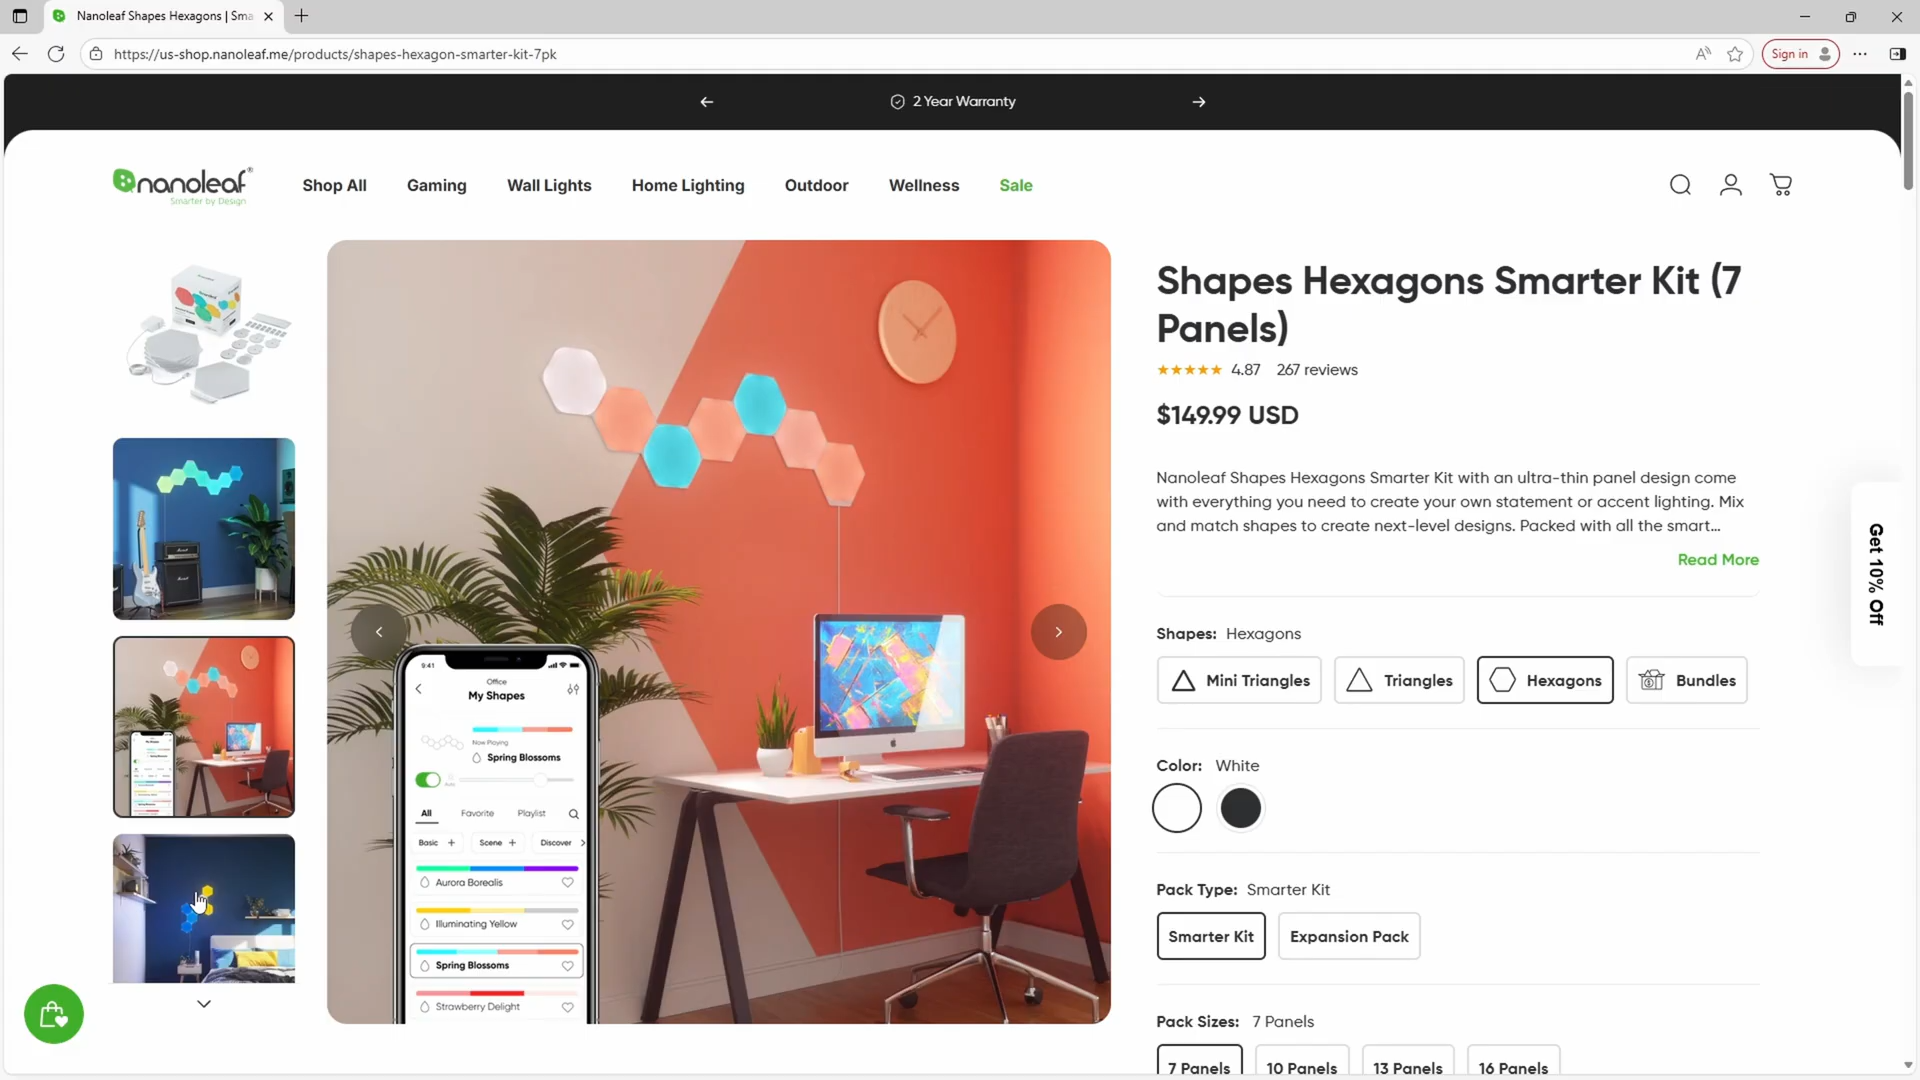 Nanoleaf Shapes Hexagons | Sma
https://us-shop.nanoleaf.me/products/shapes-hexagon-smarter-kit-7pk
Sign in
2 Year Warranty
nanoleaf®
Smarter by Design
Shop All
Gaming
Wall Lights
Home Lighting
Outdoor
Wellness
Sale
Shapes Hexagons Smarter Kit (7
Panels)
4.87 267 reviews
$149.99 USD
Nanoleaf Shapes Hexagons Smarter Kit with an ultra-thin panel design come
with everything you need to create your own statement or accent lighting. Mix
and match shapes to create next-level designs. Packed with all the smart...
Read More
Get 10% Off
Shapes: Hexagons
Mini Triangles
Triangles
Hexagons
Bundles
Color: White
Pack Type: Smarter Kit
Smarter Kit
Expansion Pack
Pack Sizes: 7 Panels
7 Panels
10 Panels
13 Panels
16 Panels
9:41
Office
My Shapes
Now Playing
Spring Blossoms
All
Favorite
Playlist
Basic +
Scene +
Discover
Aurora Borealis
Illuminating Yellow
Spring Blossoms
Strawberry Delight